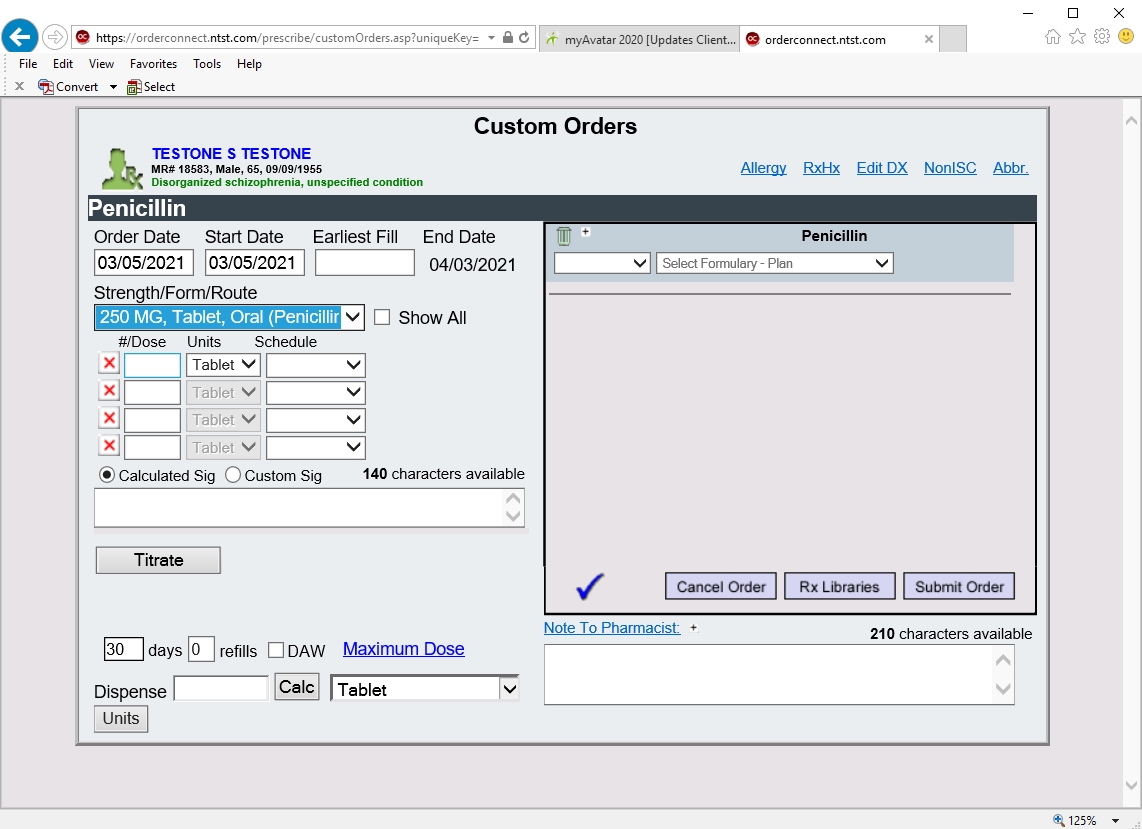 https://orderconnect.ntst.com/prescribe/customOrders.asp?uniqueKey=
myAvatar 2020 [Updates Client...
orderconnect.ntst.com
File Edit View Favorites Tools Help
x Convert Select
Custom Orders
TESTONE S TESTONE
MR# 18583, Male, 65, 09/09/1955
Disorganized schizophrenia, unspecified condition
Allergy RxHx Edit DX NonISC Abbr.
Penicillin
Order Date Start Date Earliest Fill End Date
03/05/2021 03/05/2021 04/03/2021
Strength/Form/Route
250 MG, Tablet, Oral (Penicillin
Show All
#/Dose Units Schedule
Tablet
Tablet
Tablet
Tablet
Calculated Sig Custom Sig 140 characters available
Titrate
30 days 0 refills DAW Maximum Dose
Dispense Calc Tablet
Units
+ Penicillin
Select Formulary - Plan
Cancel Order Rx Libraries Submit Order
Note To Pharmacist: + 210 characters available
125%